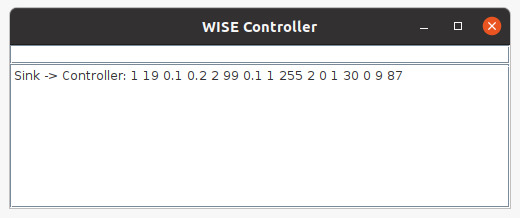 WISE Controller
Sink -> Controller: 1 19 0.1 0.2 2 99 0.1 1 255 2 0 1 30 0 9 87